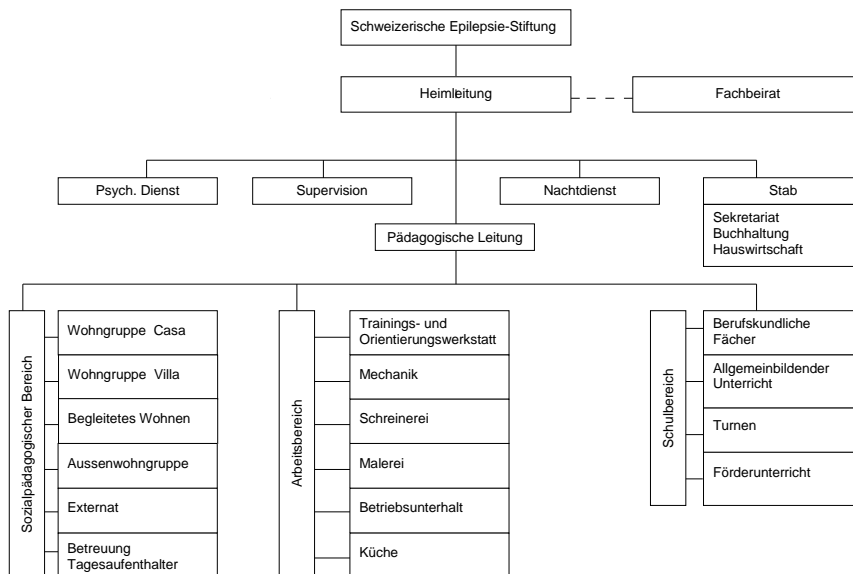 Schweizerische Epilepsie-Stiftung
Heimleitung
Fachbeirat
Psych. Dienst
Supervision
Nachtdienst
Stab
Sekretariat
Buchhaltung
Hauswirtschaft
Pädagogische Leitung
Sozialpädagogischer Bereich
Wohngruppe Casa
Wohngruppe Villa
Begleitetes Wohnen
Aussenwohngruppe
Externat
Betreuung
Tagesaufenthalter
Arbeitsbereich
Trainings- und
Orientierungswerkstatt
Mechanik
Schreinerei
Malerei
Betriebsunterhalt
Küche
Schulbereich
Berufskundliche
Fächer
Allgemeinbildender
Unterricht
Turnen
Förderunterricht